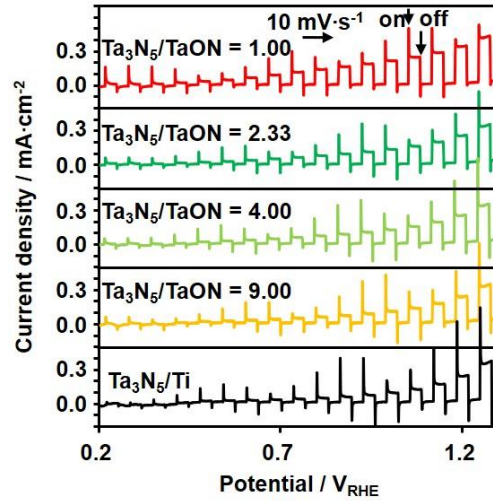 10 mV·s⁻¹ on off
0.3
Ta₃N₅/TaON = 1.00
0.0
0.3
Ta₃N₅/TaON = 2.33
0.0
0.3
Ta₃N₅/TaON = 4.00
0.0
0.3
Ta₃N₅/TaON = 9.00
0.0
0.3
Ta₃N₅/Ti
0.0
Current density / mA·cm⁻²
0.2 0.7 1.2
Potential / V_RHE